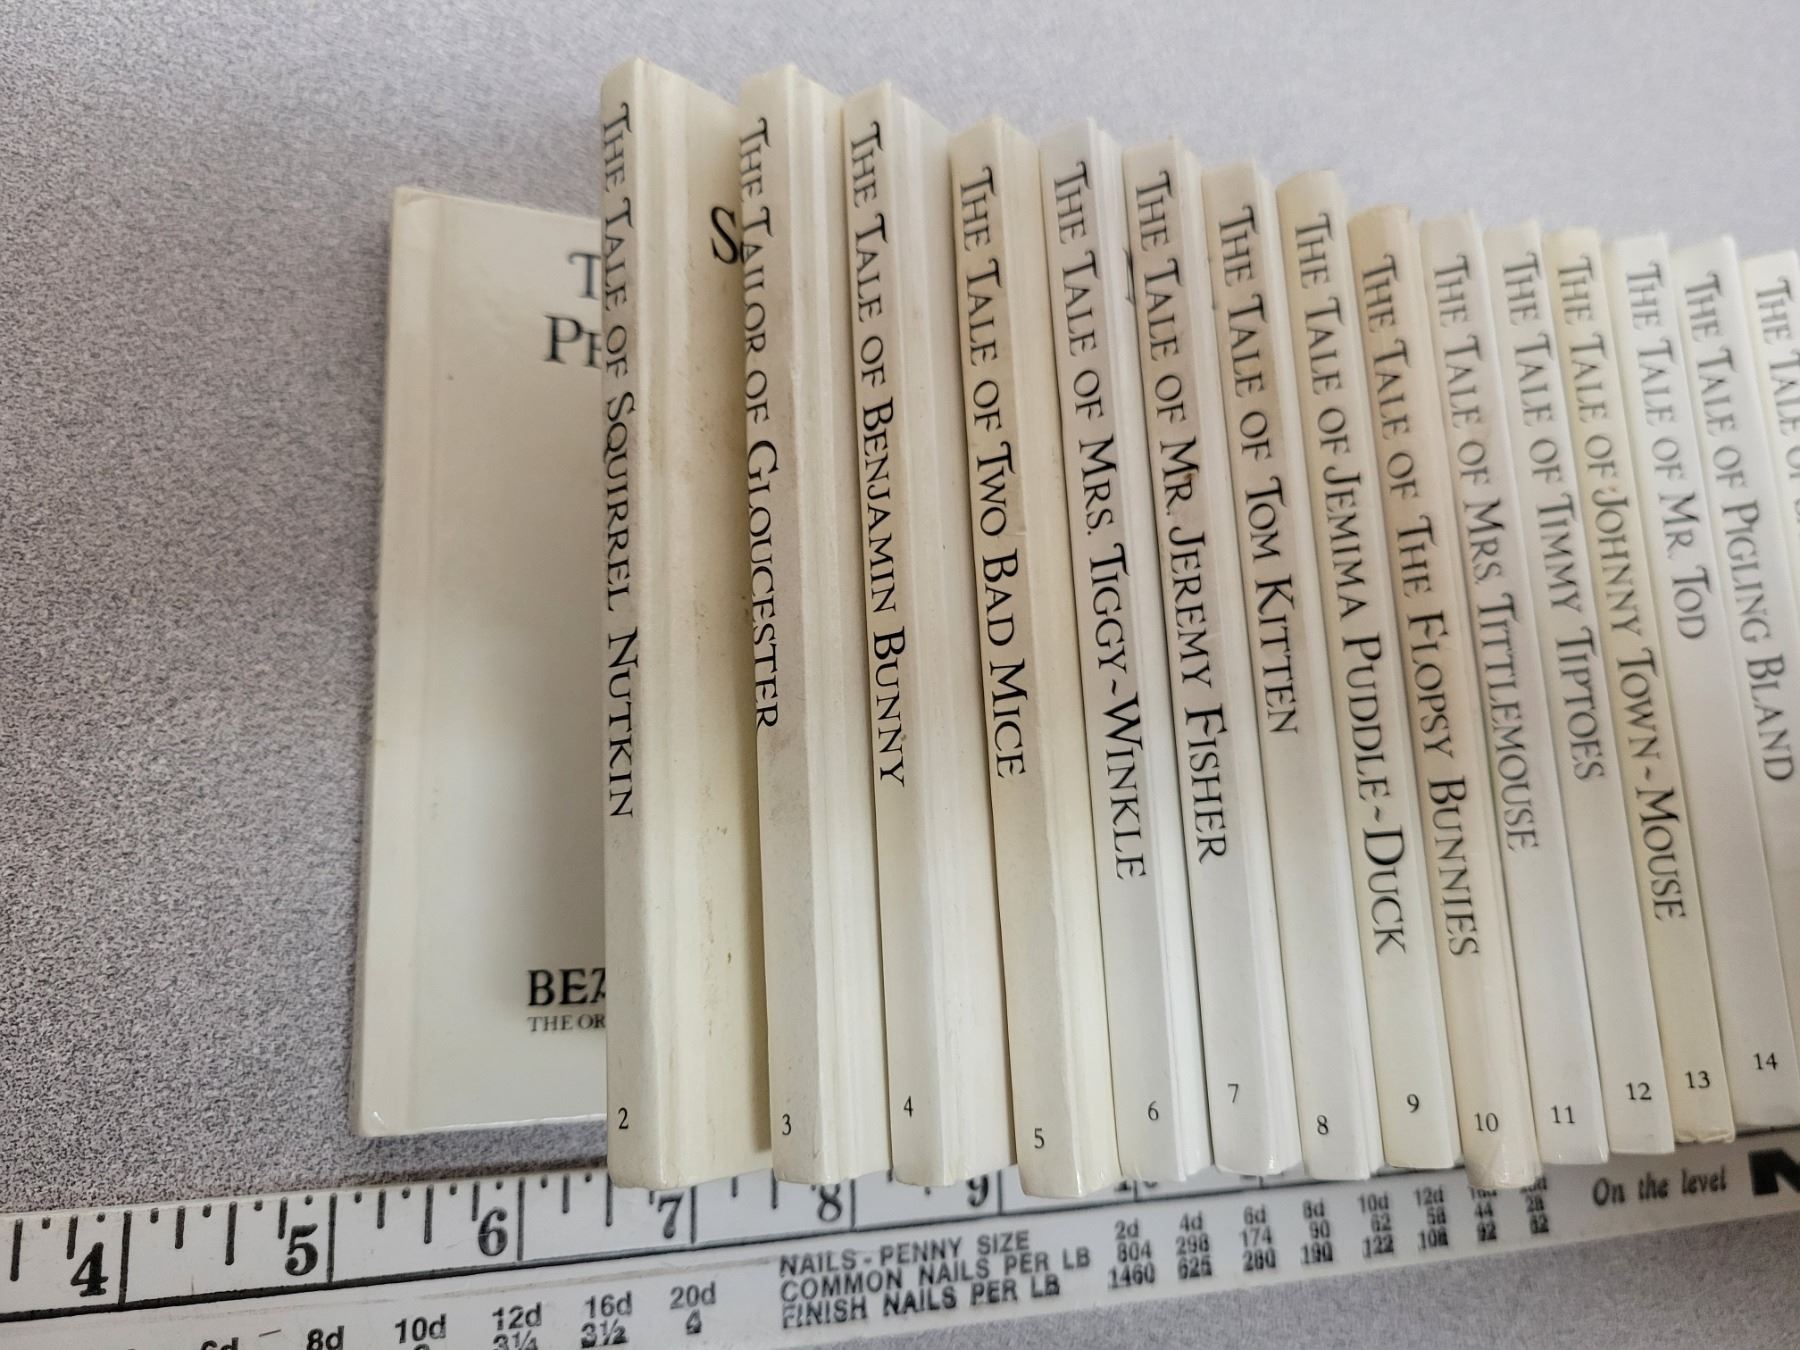 T
PE
BEA
THE OR
THE TALE OF SQUIRREL NUTKIN 2
S
THE TAILOR OF GLOUCESTER 3
THE TALE OF BENJAMIN BUNNY 4
THE TALE OF TWO BAD MICE 5
THE TALE OF MRS. TIGGY~WINKLE 6
THE TALE OF MR. JEREMY FISHER 7
THE TALE OF TOM KITTEN 8
THE TALE OF JEMIMA PUDDLE~DUCK 9
THE TALE OF THE FLOPSY BUNNIES 10
THE TALE OF MRS. TITTLEMOUSE 11
THE TALE OF TIMMY TIPTOES 12
THE TALE OF JOHNNY TOWN~MOUSE 13
THE TALE OF MR. TOD 14
THE TALE OF PIGLING BLAND
THE TALE OF
4 5 6 7 8 9
On the level
NAILS - PENNY SIZE 2d 4d 6d 8d 10d 12d
COMMON NAILS PER LB 804 298 174 90 62 58 44 28
FINISH NAILS PER LB 1460 625 280 190 122 108 92 82
8d 10d 12d 16d 20d
3¼ 3½ 4